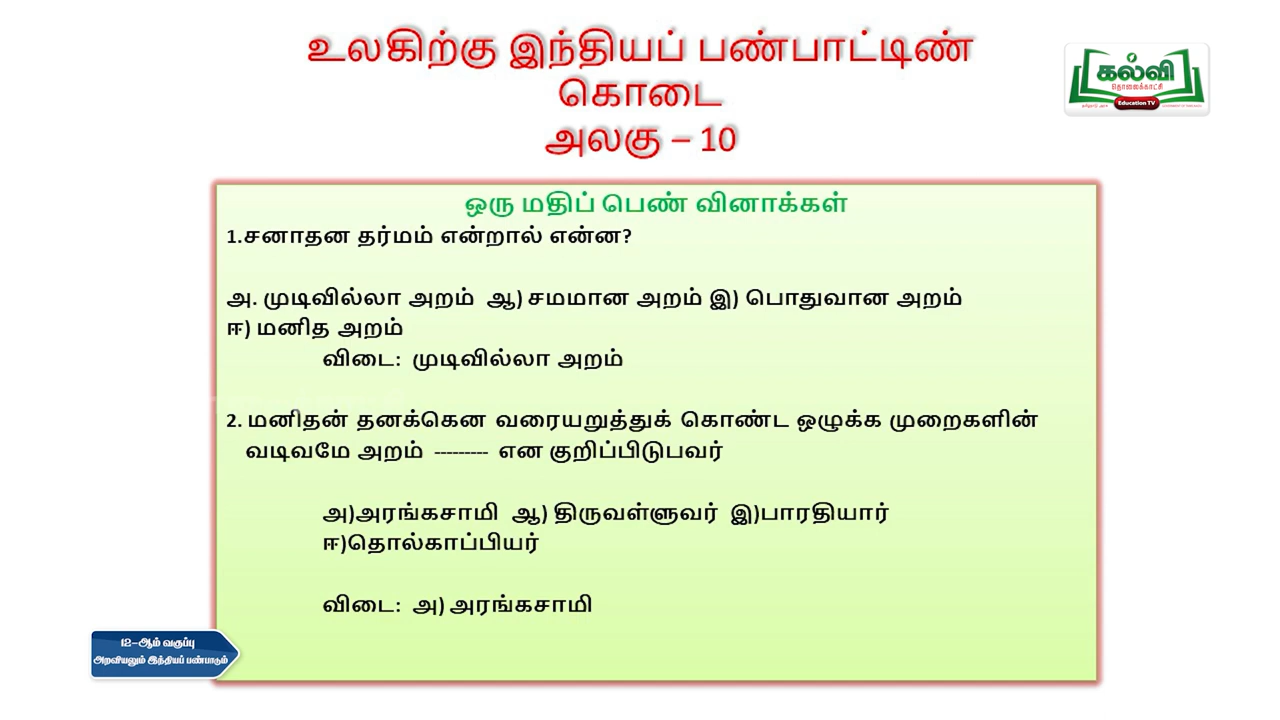 உலகிற்கு இந்தியப் பண்பாட்டிண்
கொடை
அலகு – 10
கல்வி
தொலைக்காட்சி
Education TV
ஒரு மதிப் பெண் வினாக்கள்
1.சனாதன தர்மம் என்றால் என்ன?
அ. முடிவில்லா அறம் ஆ) சமமான அறம் இ) பொதுவான அறம்
ஈ) மனித அறம்
விடை: முடிவில்லா அறம்
2. மனிதன் தனக்கென வரையறுத்துக் கொண்ட ஒழுக்க முறைகளின்
வடிவமே அறம் --------- என குறிப்பிடுபவர்
அ)அரங்கசாமி ஆ) திருவள்ளுவர் இ)பாரதியார்
ஈ)தொல்காப்பியர்
விடை: அ) அரங்கசாமி
12-ஆம் வகுப்பு
அறவியலும் இந்தியப் பண்பாடும்